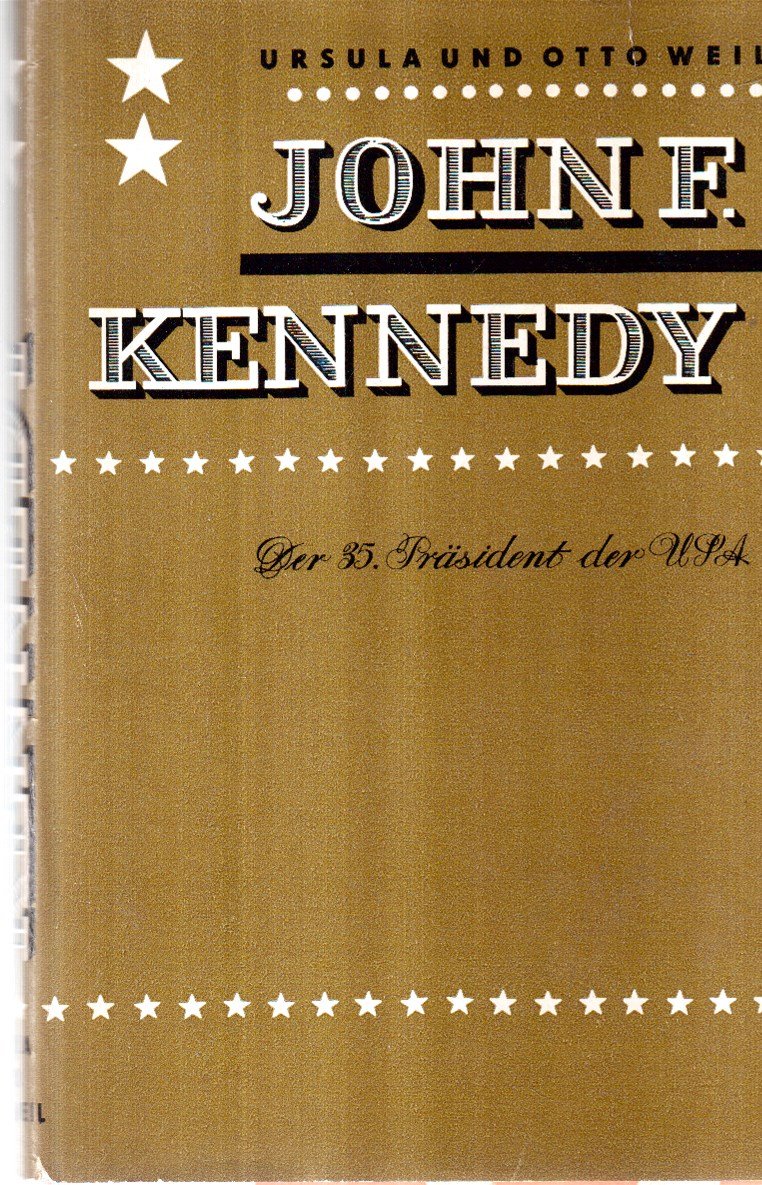 URSULA UND OTTO WEIL
JOHN F.
KENNEDY
Der 35. Präsident der USA